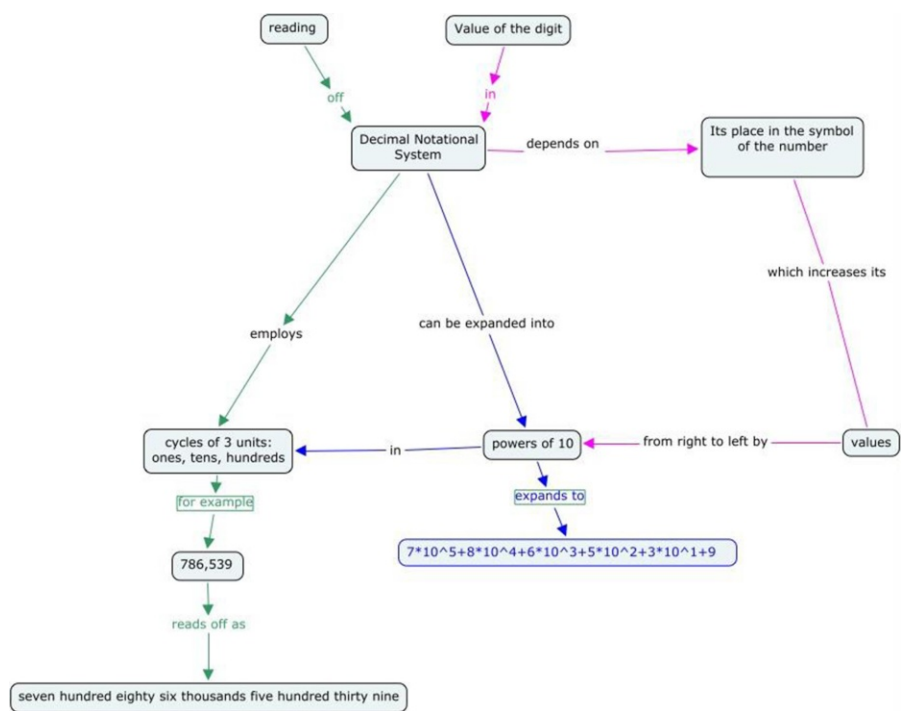 reading
Value of the digit
off
in
Decimal Notational
System
depends on
Its place in the symbol
of the number
which increases its
employs
can be expanded into
cycles of 3 units:
ones, tens, hundreds
in
powers of 10
from right to left by
values
for example
expands to
786,539
7*10^5+8*10^4+6*10^3+5*10^2+3*10^1+9
reads off as
seven hundred eighty six thousands five hundred thirty nine